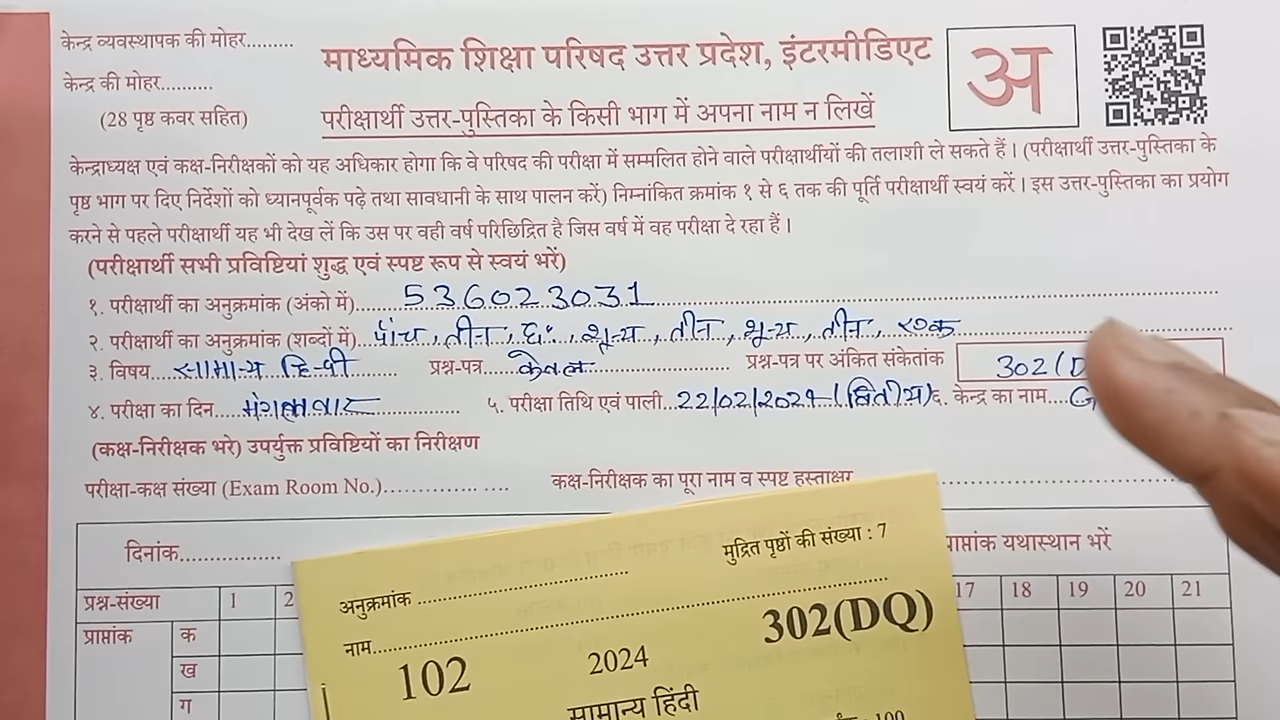 केन्द्र व्यवस्थापक की मोहर.........
केन्द्र की मोहर..........
(28 पृष्ठ कवर सहित)
माध्यमिक शिक्षा परिषद उत्तर प्रदेश, इंटरमीडिएट
अ
परीक्षार्थी उत्तर-पुस्तिका के किसी भाग में अपना नाम न लिखें
केन्द्राध्यक्ष एवं कक्ष-निरीक्षकों को यह अधिकार होगा कि वे परिषद की परीक्षा में सम्मलित होने वाले परीक्षार्थीयों की तलाशी ले सकते हैं। (परीक्षार्थी उत्तर-पुस्तिका के
पृष्ठ भाग पर दिए निर्देशों को ध्यानपूर्वक पढ़े तथा सावधानी के साथ पालन करें) निम्नांकित क्रमांक १ से ६ तक की पूर्ति परीक्षार्थी स्वयं करें। इस उत्तर-पुस्तिका का प्रयोग
करने से पहले परीक्षार्थी यह भी देख लें कि उस पर वही वर्ष परिछिद्रित है जिस वर्ष में वह परीक्षा दे रहा हैं।
(परीक्षार्थी सभी प्रविष्टियां शुद्ध एवं स्पष्ट रूप से स्वयं भरें)
१. परीक्षार्थी का अनुक्रमांक (अंको में)....536023031
२. परीक्षार्थी का अनुक्रमांक (शब्दों में)..पांच, तीन, छः, शून्य, तीन, शून्य, तीन, एक
३. विषय...सामान्य हिन्दी प्रश्न-पत्र....केवल प्रश्न-पत्र पर अंकित संकेतांक 302(D
४. परीक्षा का दिन...मंगलवार ५. परीक्षा तिथि एवं पाली..22/02/2024 (द्वितीय) ६. केन्द्र का नाम....G
(कक्ष-निरीक्षक भरे) उपर्युक्त प्रविष्टियों का निरीक्षण
परीक्षा-कक्ष संख्या (Exam Room No.).............. .... कक्ष-निरीक्षक का पूरा नाम व स्पष्ट हस्ताक्षर
दिनांक............... प्राप्तांक यथास्थान भरें
प्रश्न-संख्या 1 2 17 18 19 20 21
प्राप्तांक क
ख
ग
मुद्रित पृष्ठों की संख्या : 7
अनुक्रमांक ..............................
नाम..............................
102 2024 302(DQ)
सामान्य हिंदी
100